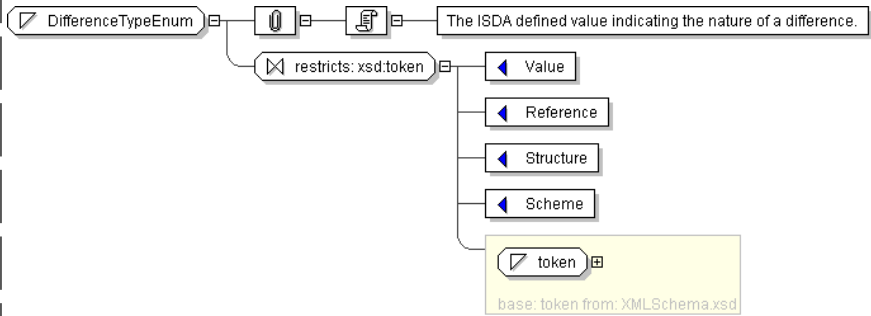 DifferenceTypeEnum
The ISDA defined value indicating the nature of a difference.
restricts: xsd:token
Value
Reference
Structure
Scheme
token
base: token from: XMLSchema.xsd